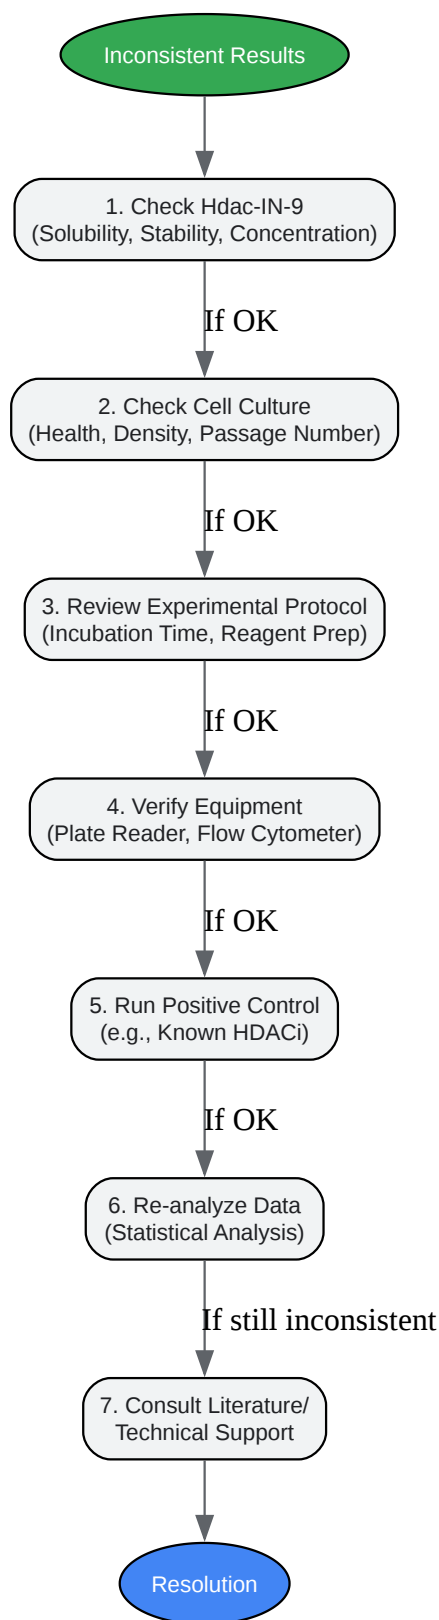 Inconsistent Results
1. Check Hdac-IN-9
(Solubility, Stability, Concentration)
If OK
2. Check Cell Culture
(Health, Density, Passage Number)
If OK
3. Review Experimental Protocol
(Incubation Time, Reagent Prep)
If OK
4. Verify Equipment
(Plate Reader, Flow Cytometer)
If OK
5. Run Positive Control
(e.g., Known HDACi)
If OK
6. Re-analyze Data
(Statistical Analysis)
If still inconsistent
7. Consult Literature/
Technical Support
Resolution